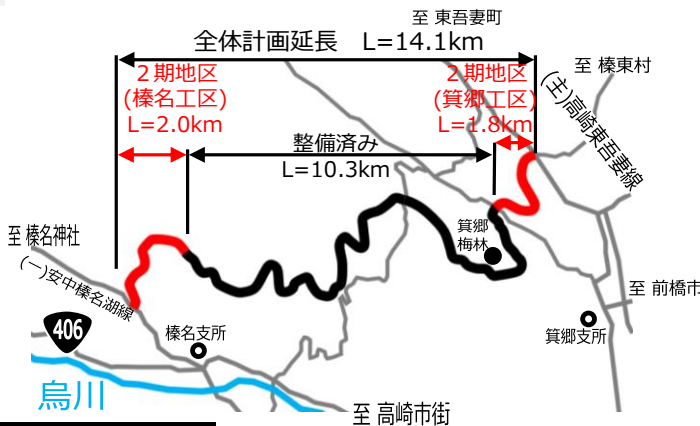 至 東吾妻町
全体計画延長 L=14.1km
至 榛東村
2期地区
(榛名工区)
L=2.0km
2期地区
(箕郷工区)
L=1.8km
(主)高崎東吾妻線
整備済み
L=10.3km
至 榛名神社
(一)安中榛名湖線
箕郷
梅林
至 前橋市
406
榛名支所
箕郷支所
烏川
至 高崎市街